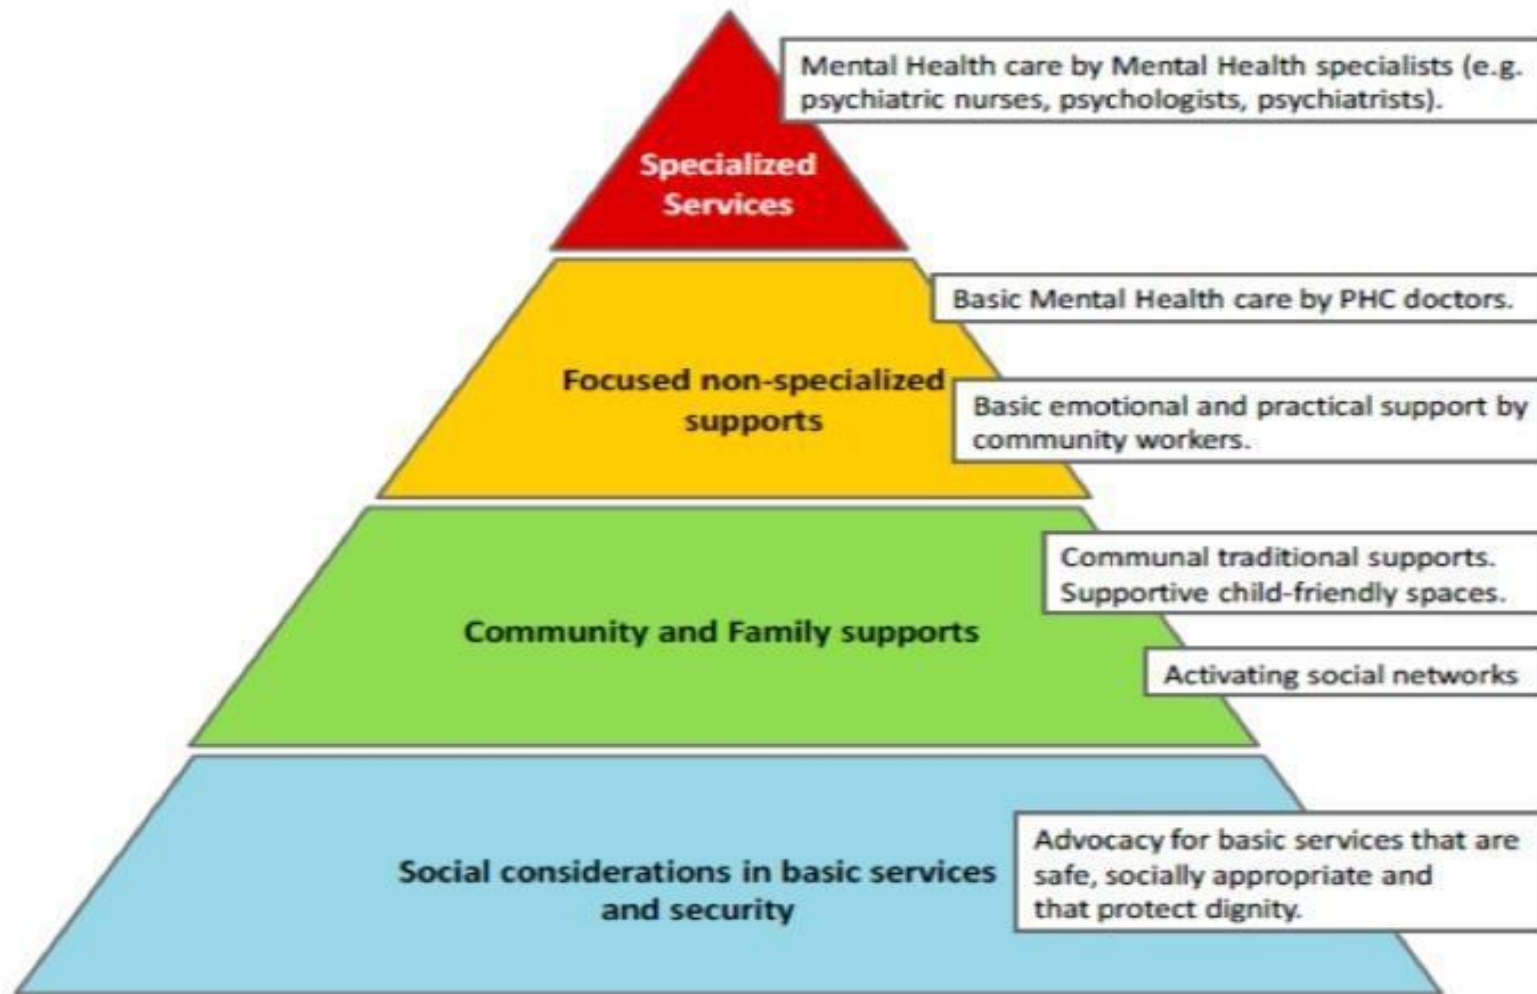 Mental Health care by Mental Health specialists (e.g.
psychiatric nurses, psychologists, psychiatrists).
Specialized
Services
Basic Mental Health care by PHC doctors.
Focused non-specialized
supports
Basic emotional and practical support by
community workers.
Communal traditional supports.
Supportive child-friendly spaces.
Community and Family supports
Activating social networks
Social considerations in basic services
and security
Advocacy for basic services that are
safe, socially appropriate and
that protect dignity.